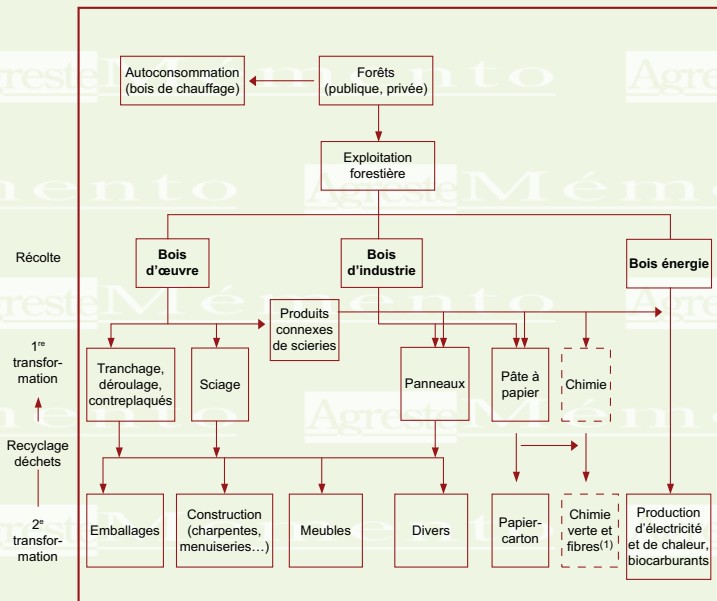 Autoconsommation
(bois de chauffage)
Forêts
(publique, privée)
Exploitation
forestière
Récolte
Bois
d'œuvre
Bois
d'industrie
Bois énergie
Produits
connexes
de scieries
1re
transfor-
mation
Tranchage,
déroulage,
contreplaqués
Sciage
Panneaux
Pâte à
papier
Chimie
Recyclage
déchets
2e
transfor-
mation
Emballages
Construction
(charpentes,
menuiseries…)
Meubles
Divers
Papier-
carton
Chimie
verte et
fibres(1)
Production
d'électricité
et de chaleur,
biocarburants
Agreste Mémento